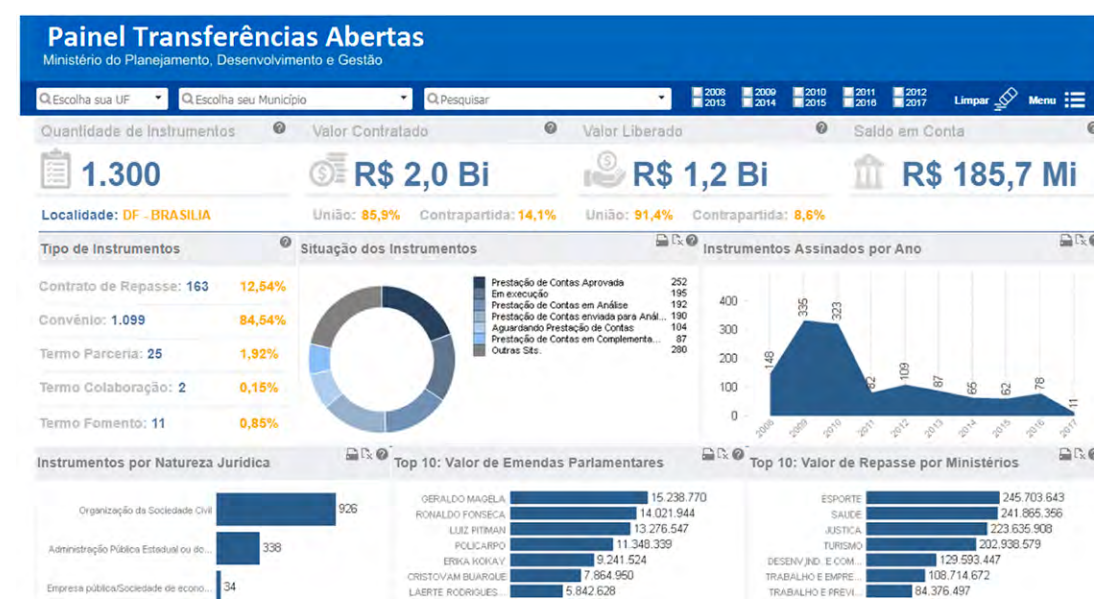 Painel Transferências Abertas
Ministério do Planejamento, Desenvolvimento e Gestão
Escolha sua UF
Escolha seu Município
Pesquisar
2008 2009 2010 2011 2012
2013 2014 2015 2016 2017
Limpar
Menu
Quantidade de Instrumentos
Valor Contratado
Valor Liberado
Saldo em Conta
1.300
R$ 2,0 Bi
R$ 1,2 Bi
R$ 185,7 Mi
Localidade: DF - BRASILIA
União: 85,9% Contrapartida: 14,1%
União: 91,4% Contrapartida: 8,6%
Tipo de Instrumentos
Contrato de Repasse: 163 12,54%
Convênio: 1.099 84,54%
Termo Parceria: 25 1,92%
Termo Colaboração: 2 0,15%
Termo Fomento: 11 0,85%
Situação dos Instrumentos
Prestação de Contas Aprovada 252
Em execução 195
Prestação de Contas em Análise 192
Prestação de Contas enviada para Anál... 190
Aguardando Prestação de Contas 104
Prestação de Contas em Complementa... 87
Outras Sits. 280
Instrumentos Assinados por Ano
400
300
200
100
0
148 335 323 82 109 87 65 62 78 11
2008 2009 2010 2011 2012 2013 2014 2015 2016 2017
Instrumentos por Natureza Jurídica
Organização da Sociedade Civil 926
Administração Pública Estadual ou do... 338
Empresa pública/Sociedade de econo... 34
Top 10: Valor de Emendas Parlamentares
GERALDO MAGELA 15.238.770
RONALDO FONSECA 14.021.944
LUIZ PITIMAN 13.276.547
POLICARPO 11.348.339
ERIKA KOKAY 9.241.524
CRISTOVAM BUARQUE 7.864.950
LAERTE RODRIGUES... 5.842.628
Top 10: Valor de Repasse por Ministérios
ESPORTE 245.703.643
SAUDE 241.865.356
JUSTICA 223.635.908
TURISMO 202.938.579
DESENV,IND. E COM... 129.593.447
TRABALHO E EMPRE... 108.714.672
TRABALHO E PREVI... 84.376.497